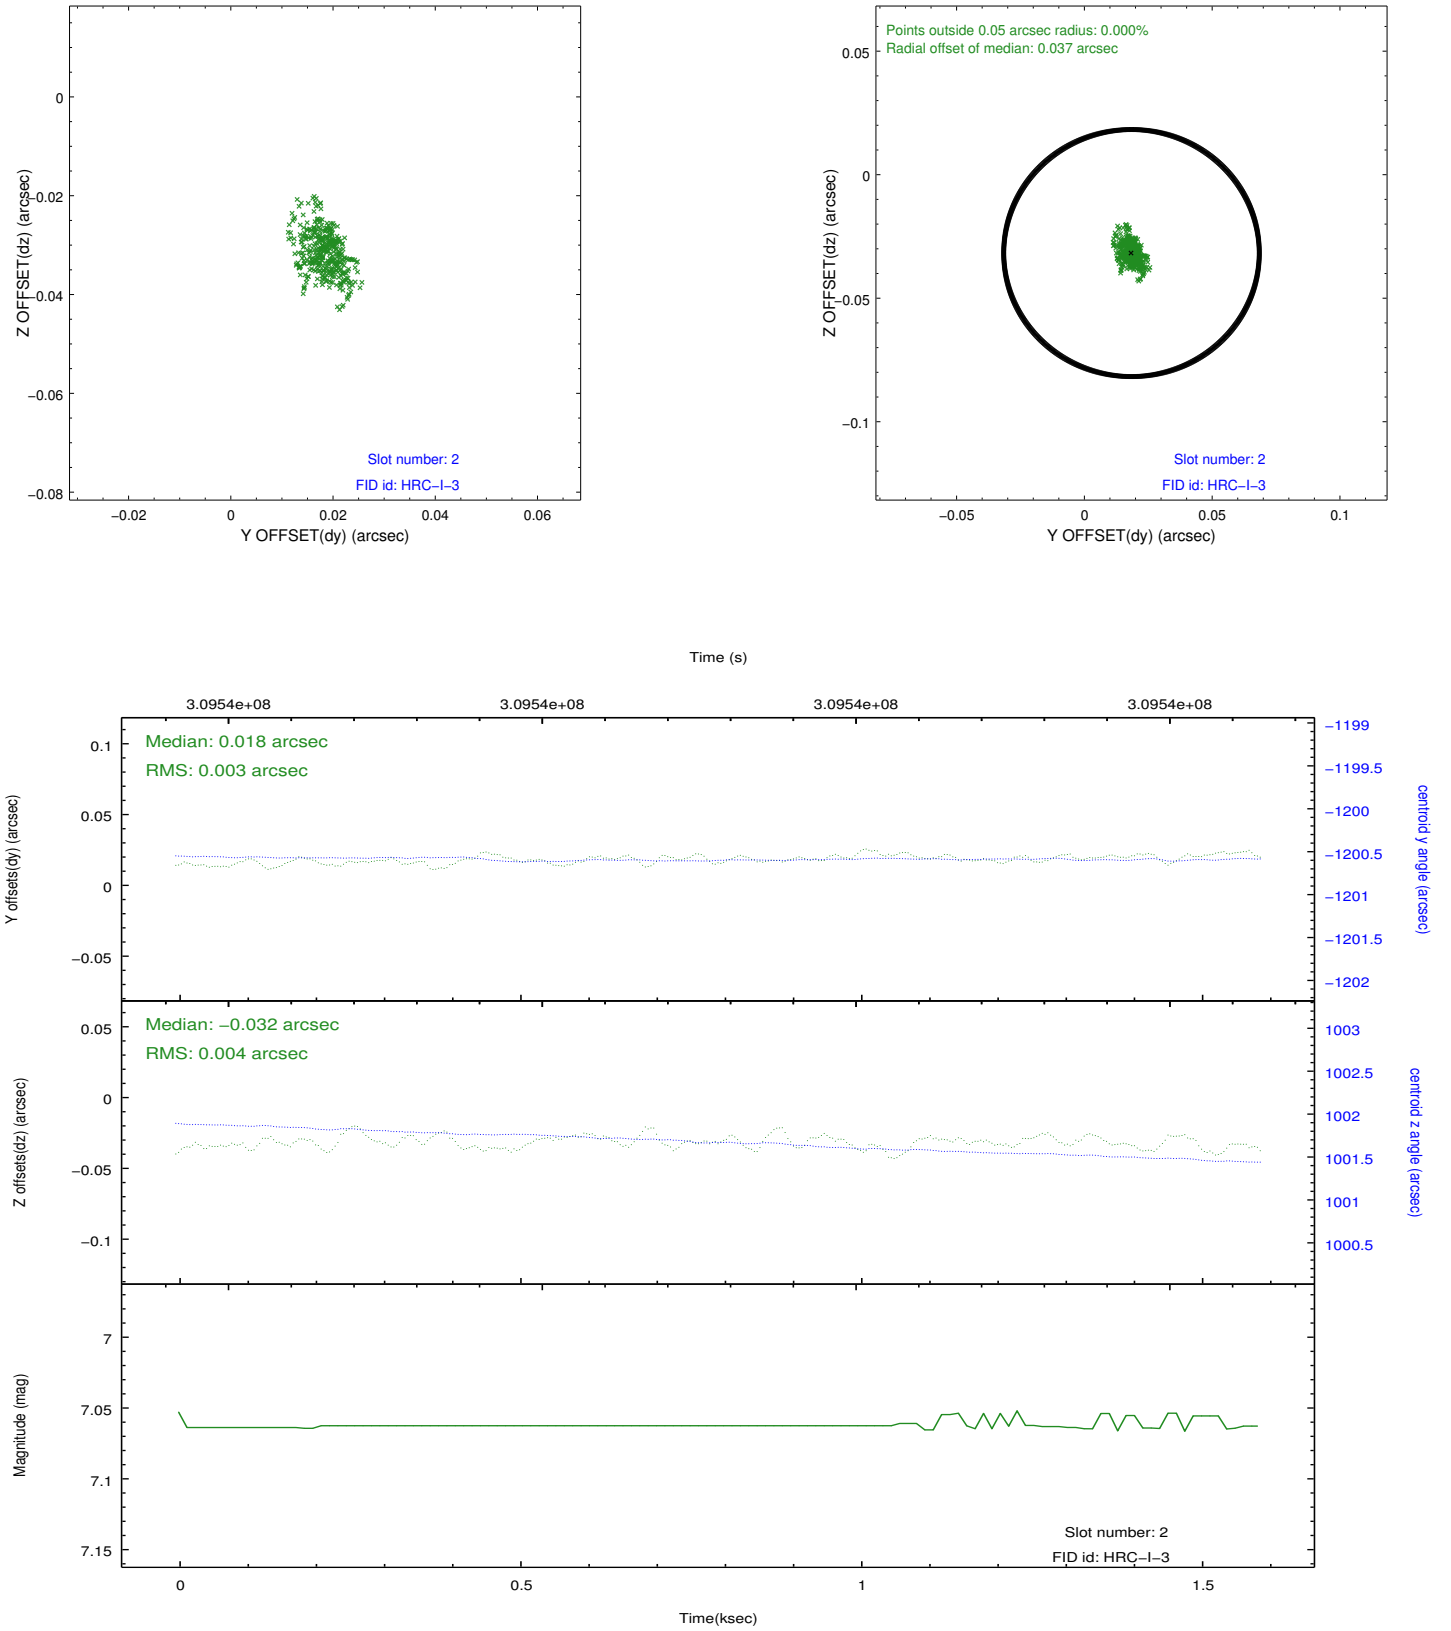 0
−0.02
−0.04
−0.06
−0.08
Z OFFSET(dz) (arcsec)
Slot number: 2
FID id: HRC−I−3
−0.02 0 0.02 0.04 0.06
Y OFFSET(dy) (arcsec)
Points outside 0.05 arcsec radius: 0.000%
Radial offset of median: 0.037 arcsec
0.05
0
−0.05
−0.1
Z OFFSET(dz) (arcsec)
Slot number: 2
FID id: HRC−I−3
−0.05 0 0.05 0.1
Y OFFSET(dy) (arcsec)
Time (s)
3.0954e+08 3.0954e+08 3.0954e+08 3.0954e+08
Median: 0.018 arcsec
RMS: 0.003 arcsec
0.1
0.05
0
−0.05
Y offsets(dy) (arcsec)
−1199
−1199.5
−1200
−1200.5
−1201
−1201.5
−1202
centroid y angle (arcsec)
Median: −0.032 arcsec
RMS: 0.004 arcsec
0.05
0
−0.05
−0.1
Z offsets(dz) (arcsec)
1003
1002.5
1002
1001.5
1001
1000.5
centroid z angle (arcsec)
7
7.05
7.1
7.15
Magnitude (mag)
Slot number: 2
FID id: HRC−I−3
0 0.5 1 1.5
Time(ksec)